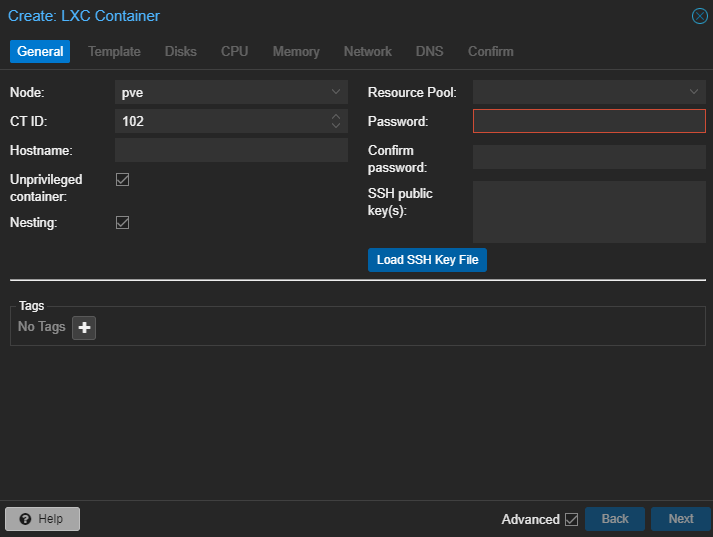 Create: LXC Container
General Template Disks CPU Memory Network DNS Confirm
Node: pve
Resource Pool:
CT ID: 102
Password:
Hostname:
Confirm
password:
Unprivileged
container:
SSH public
key(s):
Nesting:
Load SSH Key File
Tags
No Tags
Help
Advanced
Back
Next